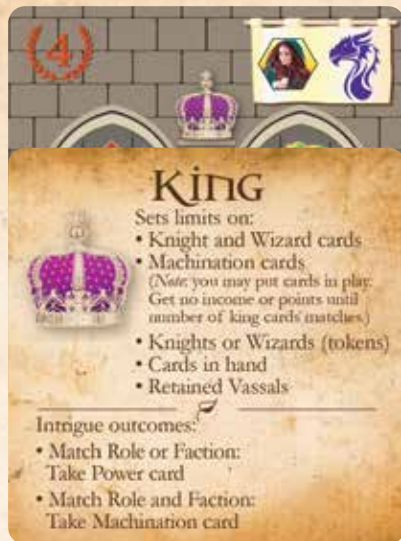 4
King
Sets limits on:
• Knight and Wizard cards
• Machination cards
(Note: you may put cards in play.
Get no income or points until
number of king cards matches.)
• Knights or Wizards (tokens)
• Cards in hand
• Retained Vassals
Intrigue outcomes:
• Match Role or Faction:
Take Power card
• Match Role and Faction:
Take Machination card